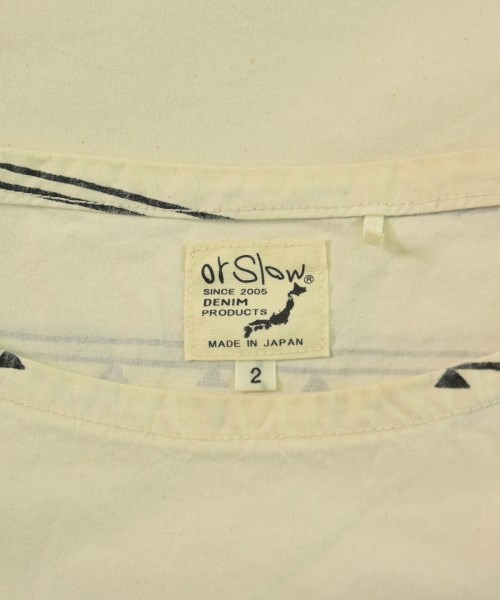 orSlow®
SINCE 2005
DENIM
PRODUCTS
MADE IN JAPAN
2